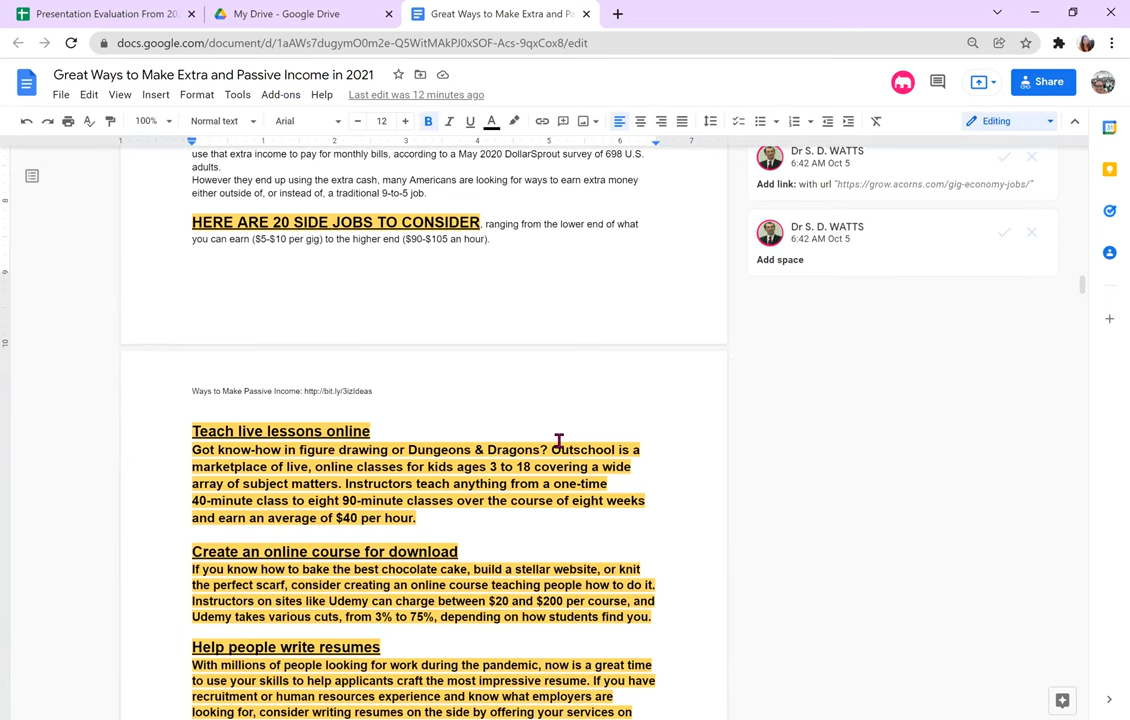 Presentation Evaluation From 20
My Drive - Google Drive
Great Ways to Make Extra and Pa
docs.google.com/document/d/1aAWs7dugymO0m2e-Q5WitMAkPJ0xSOF-Acs-9qxCox8/edit
Great Ways to Make Extra and Passive Income in 2021
File Edit View Insert Format Tools Add-ons Help Last edit was 12 minutes ago
Share
100% Normal text Arial 12 B I U A Editing
1 1 2 3 4 5 6 7
use that extra income to pay for monthly bills, according to a May 2020 DollarSprout survey of 698 U.S.
adults.
However they end up using the extra cash, many Americans are looking for ways to earn extra money
either outside of, or instead of, a traditional 9-to-5 job.
HERE ARE 20 SIDE JOBS TO CONSIDER, ranging from the lower end of what
you can earn ($5-$10 per gig) to the higher end ($90-$105 an hour).
Dr S. D. WATTS
6:42 AM Oct 5
Add link: with url "https://grow.acorns.com/gig-economy-jobs/"
Dr S. D. WATTS
6:42 AM Oct 5
Add space
8
9
10
31
Ways to Make Passive Income: http://bit.ly/3izIdeas
Teach live lessons online
Got know-how in figure drawing or Dungeons & Dragons? Outschool is a
marketplace of live, online classes for kids ages 3 to 18 covering a wide
array of subject matters. Instructors teach anything from a one-time
40-minute class to eight 90-minute classes over the course of eight weeks
and earn an average of $40 per hour.
Create an online course for download
If you know how to bake the best chocolate cake, build a stellar website, or knit
the perfect scarf, consider creating an online course teaching people how to do it.
Instructors on sites like Udemy can charge between $20 and $200 per course, and
Udemy takes various cuts, from 3% to 75%, depending on how students find you.
Help people write resumes
With millions of people looking for work during the pandemic, now is a great time
to use your skills to help applicants craft the most impressive resume. If you have
recruitment or human resources experience and know what employers are
looking for, consider writing resumes on the side by offering your services on